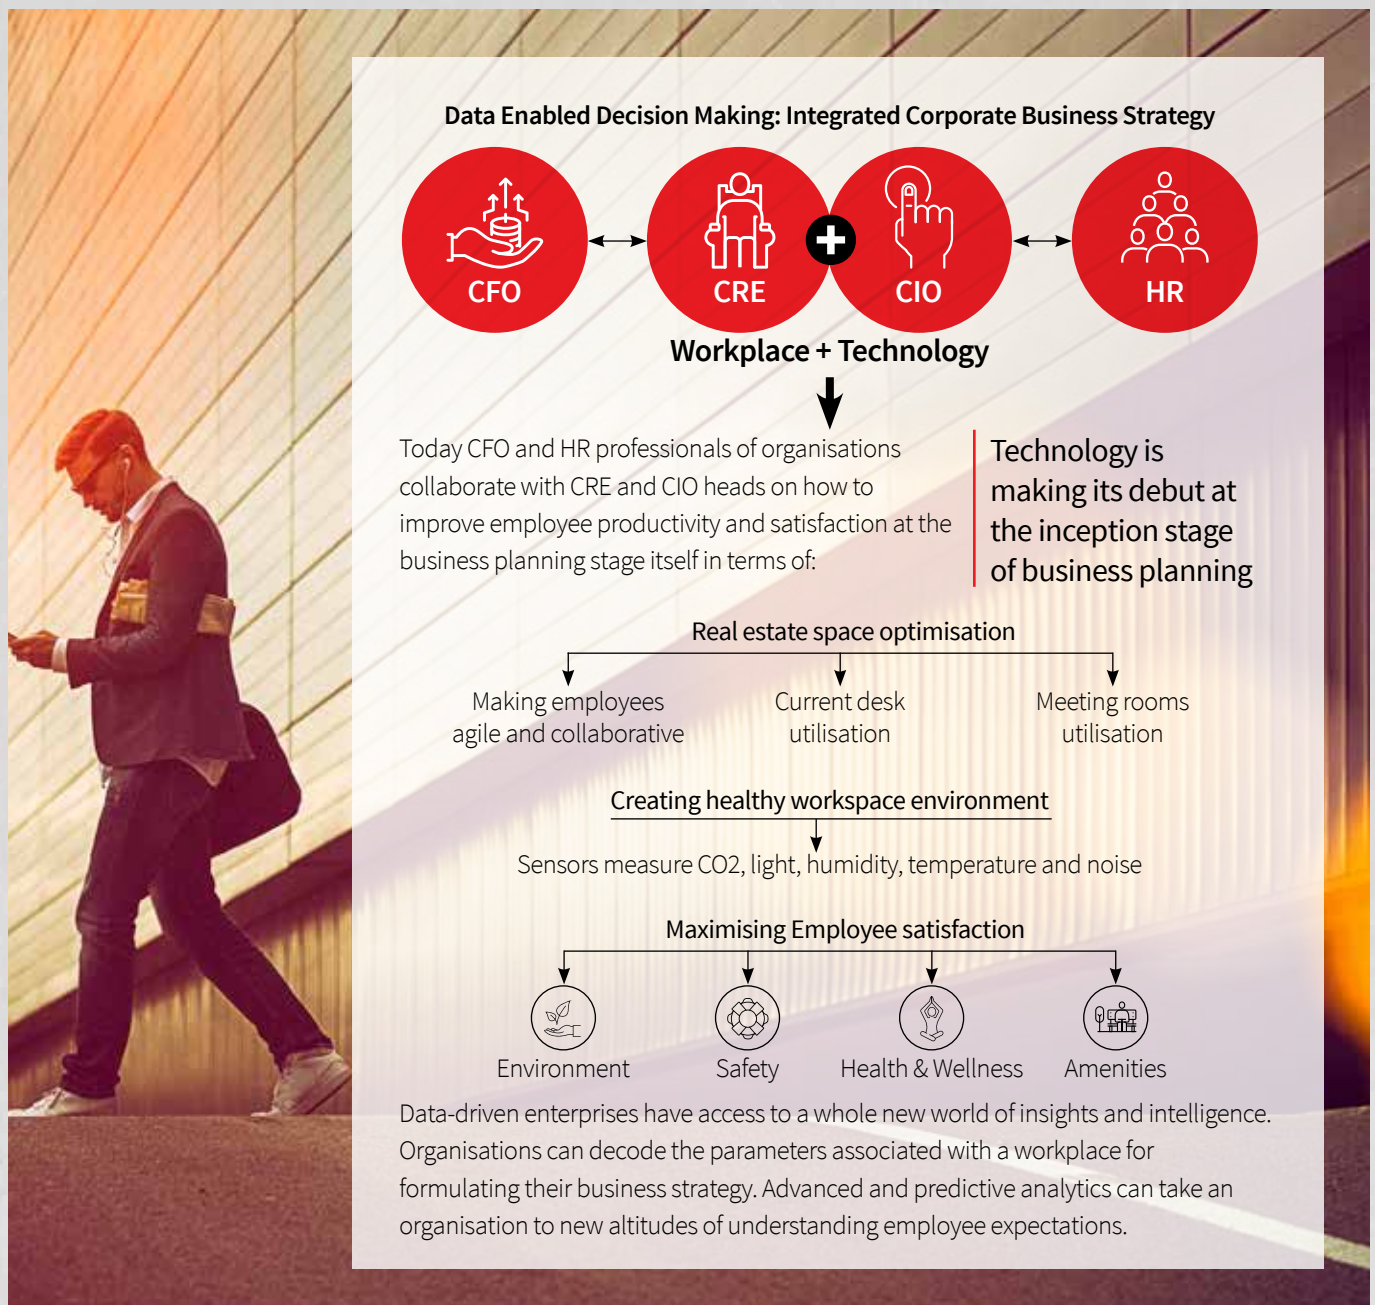 Data Enabled Decision Making: Integrated Corporate Business Strategy
CFO
CRE
CIO
HR
Workplace + Technology
Today CFO and HR professionals of organisations
collaborate with CRE and CIO heads on how to
improve employee productivity and satisfaction at the
business planning stage itself in terms of:
Technology is
making its debut at
the inception stage
of business planning
Real estate space optimisation
Making employees
agile and collaborative
Current desk
utilisation
Meeting rooms
utilisation
Creating healthy workspace environment
Sensors measure CO2, light, humidity, temperature and noise
Maximising Employee satisfaction
Environment
Safety
Health & Wellness
Amenities
Data-driven enterprises have access to a whole new world of insights and intelligence.
Organisations can decode the parameters associated with a workplace for
formulating their business strategy. Advanced and predictive analytics can take an
organisation to new altitudes of understanding employee expectations.